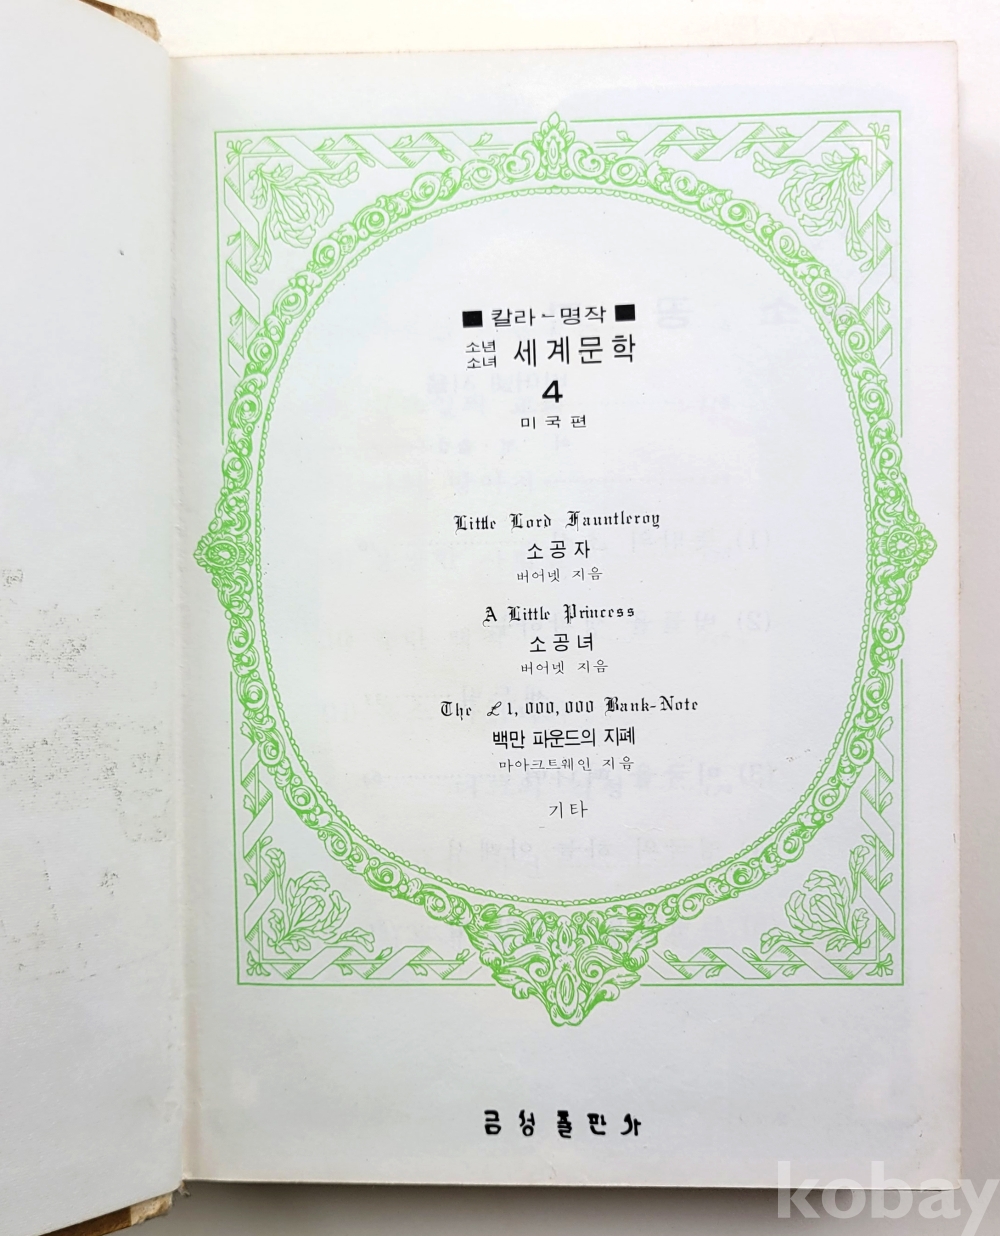 ■ 칼라－명작 ■
소년
소녀 세계문학
4
미국편
Little Lord Fauntleroy
소공자
버어넷 지음
A Little Princess
소공녀
버어넷 지음
The £1,000,000 Bank-Note
백만 파운드의 지폐
마아크트웨인 지음
기타
금성출판사
kobay